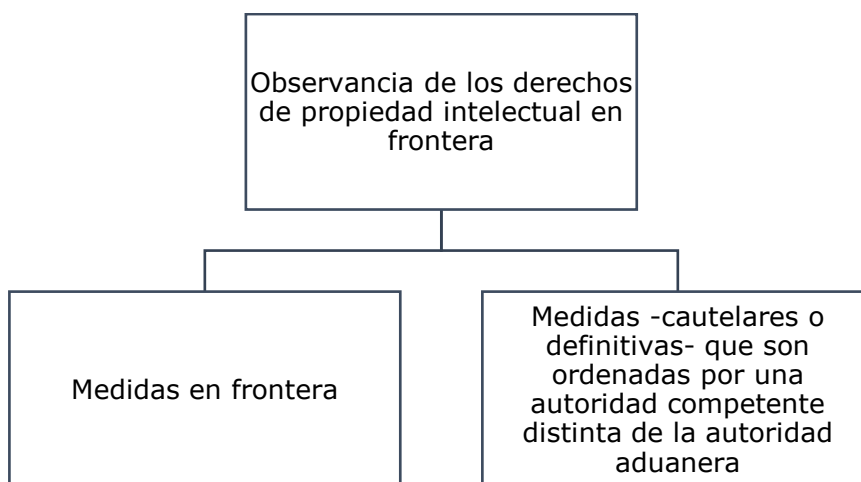 Observancia de los derechos
de propiedad intelectual en
frontera
Medidas en frontera
Medidas -cautelares o
definitivas- que son
ordenadas por una
autoridad competente
distinta de la autoridad
aduanera